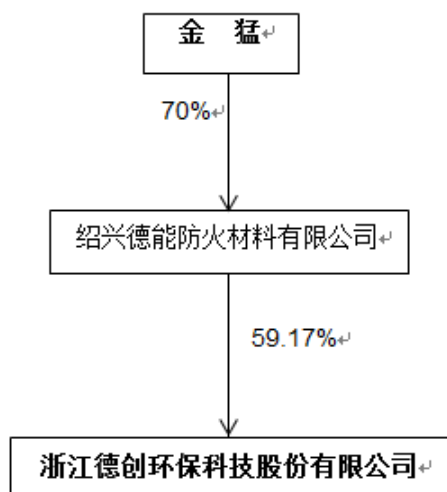 金　猛
70%
绍兴德能防火材料有限公司
59.17%
浙江德创环保科技股份有限公司